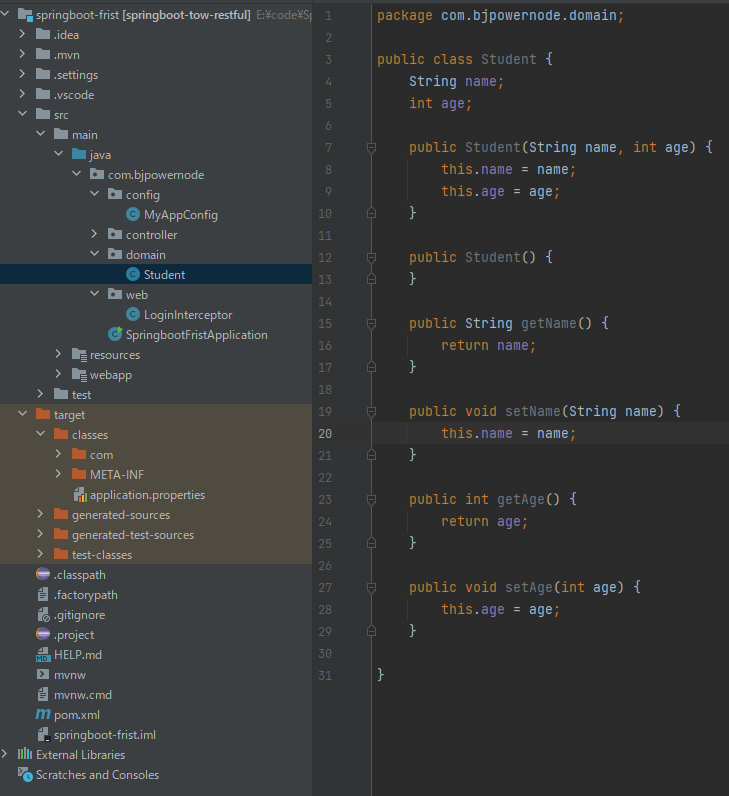 springboot-frist [springboot-tow-restful] E:¥code¥Sp
.idea
.mvn
.settings
.vscode
src
main
java
com.bjpowernode
config
MyAppConfig
controller
domain
Student
web
LoginInterceptor
SpringbootFristApplication
resources
webapp
test
target
classes
com
META-INF
application.properties
generated-sources
generated-test-sources
test-classes
.classpath
.factorypath
.gitignore
.project
HELP.md
mvnw
mvnw.cmd
pom.xml
springboot-frist.iml
External Libraries
Scratches and Consoles
1 package com.bjpowernode.domain;
2
3 public class Student {
4 String name;
5 int age;
6
7 public Student(String name, int age) {
8 this.name = name;
9 this.age = age;
10 }
11
12 public Student() {
13 }
14
15 public String getName() {
16 return name;
17 }
18
19 public void setName(String name) {
20 this.name = name;
21 }
22
23 public int getAge() {
24 return age;
25 }
26
27 public void setAge(int age) {
28 this.age = age;
29 }
30
31 }